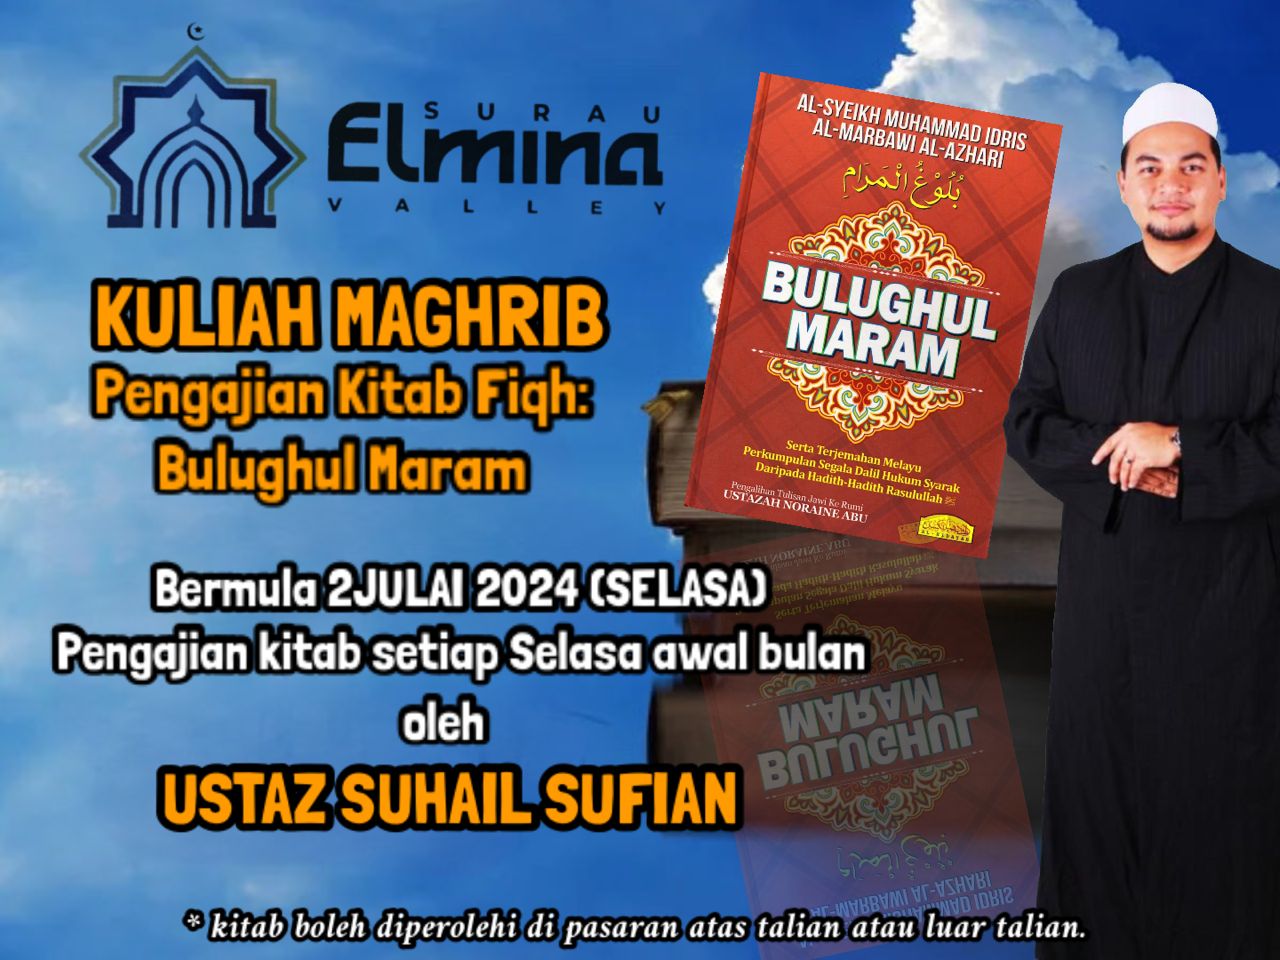 SURAU
Elmina
VALLEY
KULIAH MAGHRIB
Pengajian Kitab Fiqh:
Bulughul Maram
Bermula 2JULAI 2024 (SELASA)
Pengajian kitab setiap Selasa awal bulan
oleh
USTAZ SUHAIL SUFIAN
* kitab boleh diperolehi di pasaran atas talian atau luar talian.
AL-SYEIKH MUHAMMAD IDRIS
AL-MARBAWI AL-AZHARI
بُلُوْغُ الْمَرَامِ
BULUGHUL
MARAM
Serta Terjemahan Melayu
Perkumpulan Segala Dalil Hukum Syarak
Daripada Hadith-Hadith Rasulullah ﷺ
Pengalihan Tulisan Jawi Ke Rumi
USTAZAH NORAINE ABU
AL-HIDAYAH